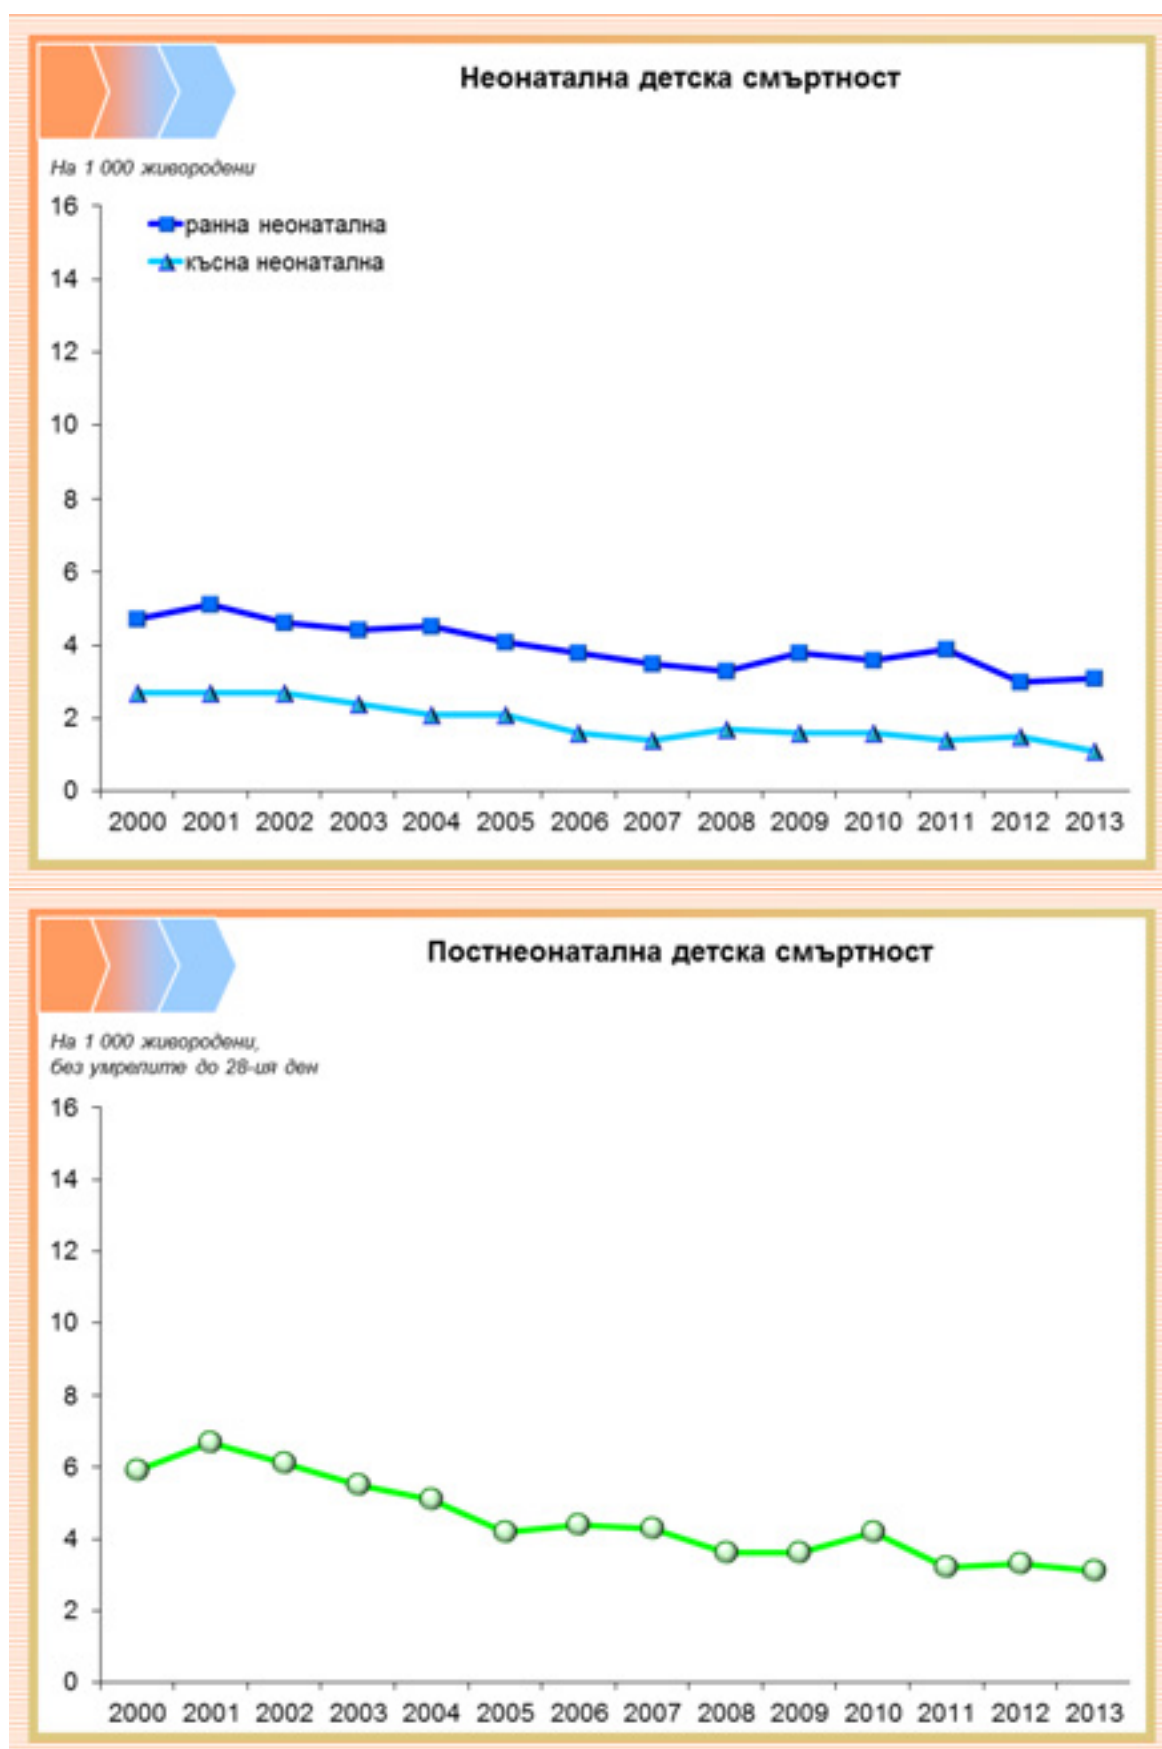 Неонатална детска смъртност
На 1 000 живородени
16
ранна неонатална
късна неонатална
14
12
10
8
6
4
2
0
2000 2001 2002 2003 2004 2005 2006 2007 2008 2009 2010 2011 2012 2013
Постнеонатална детска смъртност
На 1 000 живородени,
без умрелите до 28-ия ден
16
14
12
10
8
6
4
2
0
2000 2001 2002 2003 2004 2005 2006 2007 2008 2009 2010 2011 2012 2013